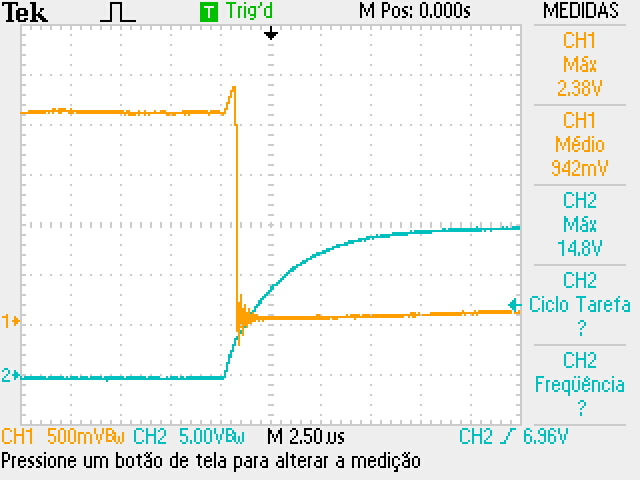 Tek T Trig'd M Pos: 0.000s MEDIDAS
CH1
Máx
2.38V
CH1
Médio
942mV
CH2
Máx
14.8V
CH2
Ciclo Tarefa
?
CH2
Freqüência
?
1
2
CH1 500mVBw CH2 5.00VBw M 2.50us CH2 6.96V
Pressione um botão de tela para alterar a medição